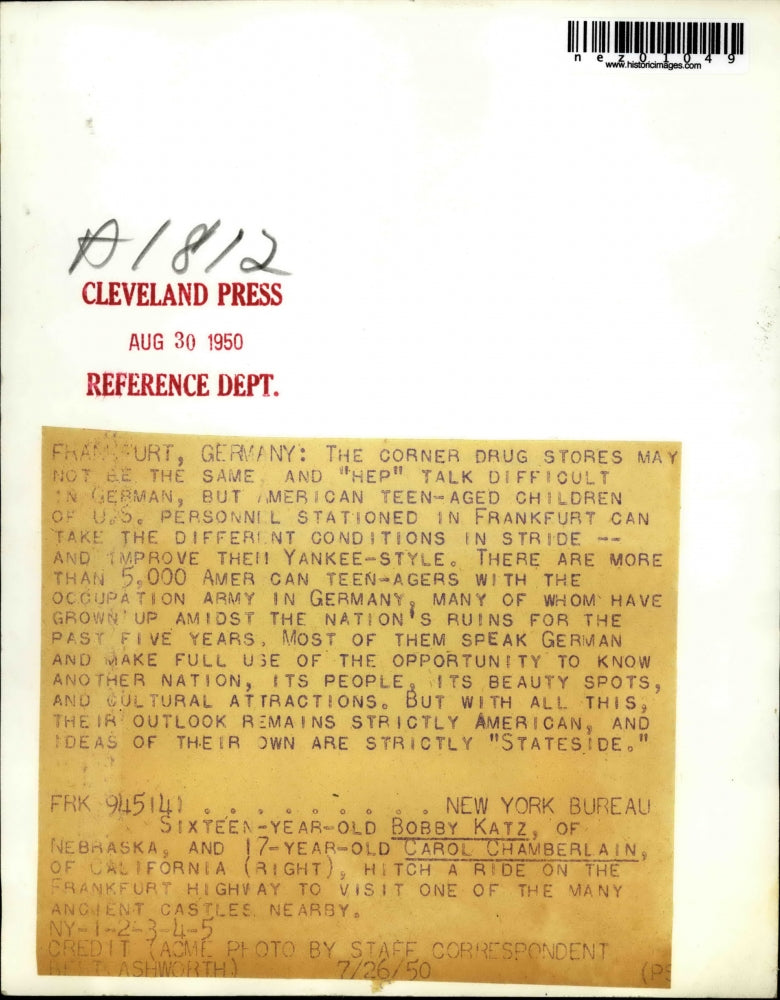 nez01049
www.historicimages.com
A1812
CLEVELAND PRESS
AUG 30 1950
REFERENCE DEPT.
FRANKFURT, GERMANY: THE CORNER DRUG STORES MAY
NOT BE THE SAME AND "HEP" TALK DIFFICULT
IN GERMAN, BUT AMERICAN TEEN-AGED CHILDREN
OF U.S. PERSONNEL STATIONED IN FRANKFURT CAN
TAKE THE DIFFERENT CONDITIONS IN STRIDE --
AND IMPROVE THEM YANKEE-STYLE. THERE ARE MORE
THAN 5,000 AMERICAN TEEN-AGERS WITH THE
OCCUPATION ARMY IN GERMANY, MANY OF WHOM HAVE
GROWN UP AMIDST THE NATION'S RUINS FOR THE
PAST FIVE YEARS. MOST OF THEM SPEAK GERMAN
AND MAKE FULL USE OF THE OPPORTUNITY TO KNOW
ANOTHER NATION, ITS PEOPLE, ITS BEAUTY SPOTS,
AND CULTURAL ATTRACTIONS. BUT WITH ALL THIS,
THEIR OUTLOOK REMAINS STRICTLY AMERICAN, AND
IDEAS OF THEIR OWN ARE STRICTLY "STATESIDE."
FRK 945141 . . . . . . . . . NEW YORK BUREAU
SIXTEEN-YEAR-OLD BOBBY KATZ, OF
NEBRASKA, AND 17-YEAR-OLD CAROL CHAMBERLAIN,
OF CALIFORNIA (RIGHT), HITCH A RIDE ON THE
FRANKFURT HIGHWAY TO VISIT ONE OF THE MANY
ANCIENT CASTLES NEARBY.
NY-1-2-3-4-5
CREDIT (ACME PHOTO BY STAFF CORRESPONDENT
BERT ASHWORTH) 7/26/50 (PS